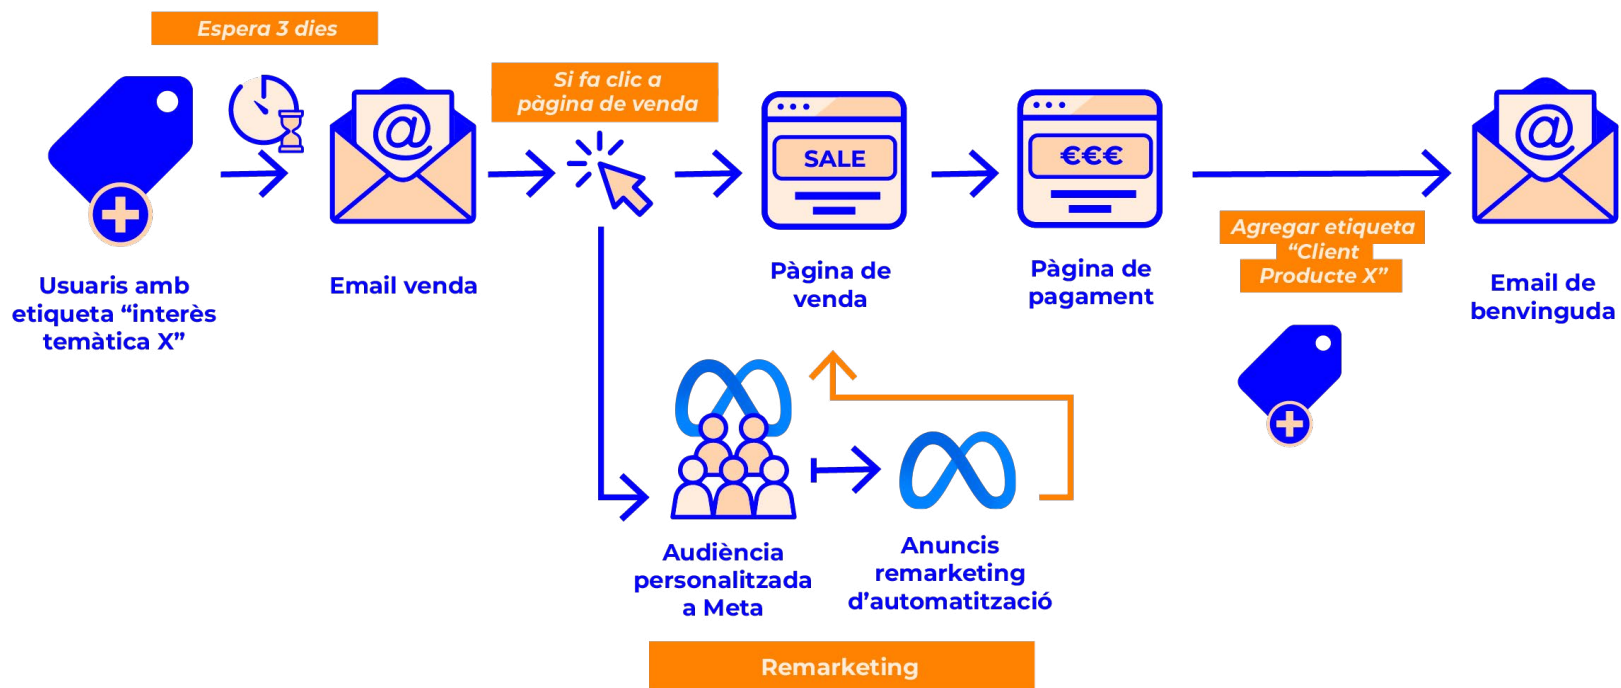 Espera 3 dies
Si fa clic a
pàgina de venda
SALE
€€€
Usuaris amb
etiqueta “interès
temàtica X”
Email venda
Pàgina de
venda
Pàgina de
pagament
Agregar etiqueta
“Client
Producte X”
Email de
benvinguda
Audiència
personalitzada
a Meta
Anuncis
remarketing
d’automatització
Remarketing